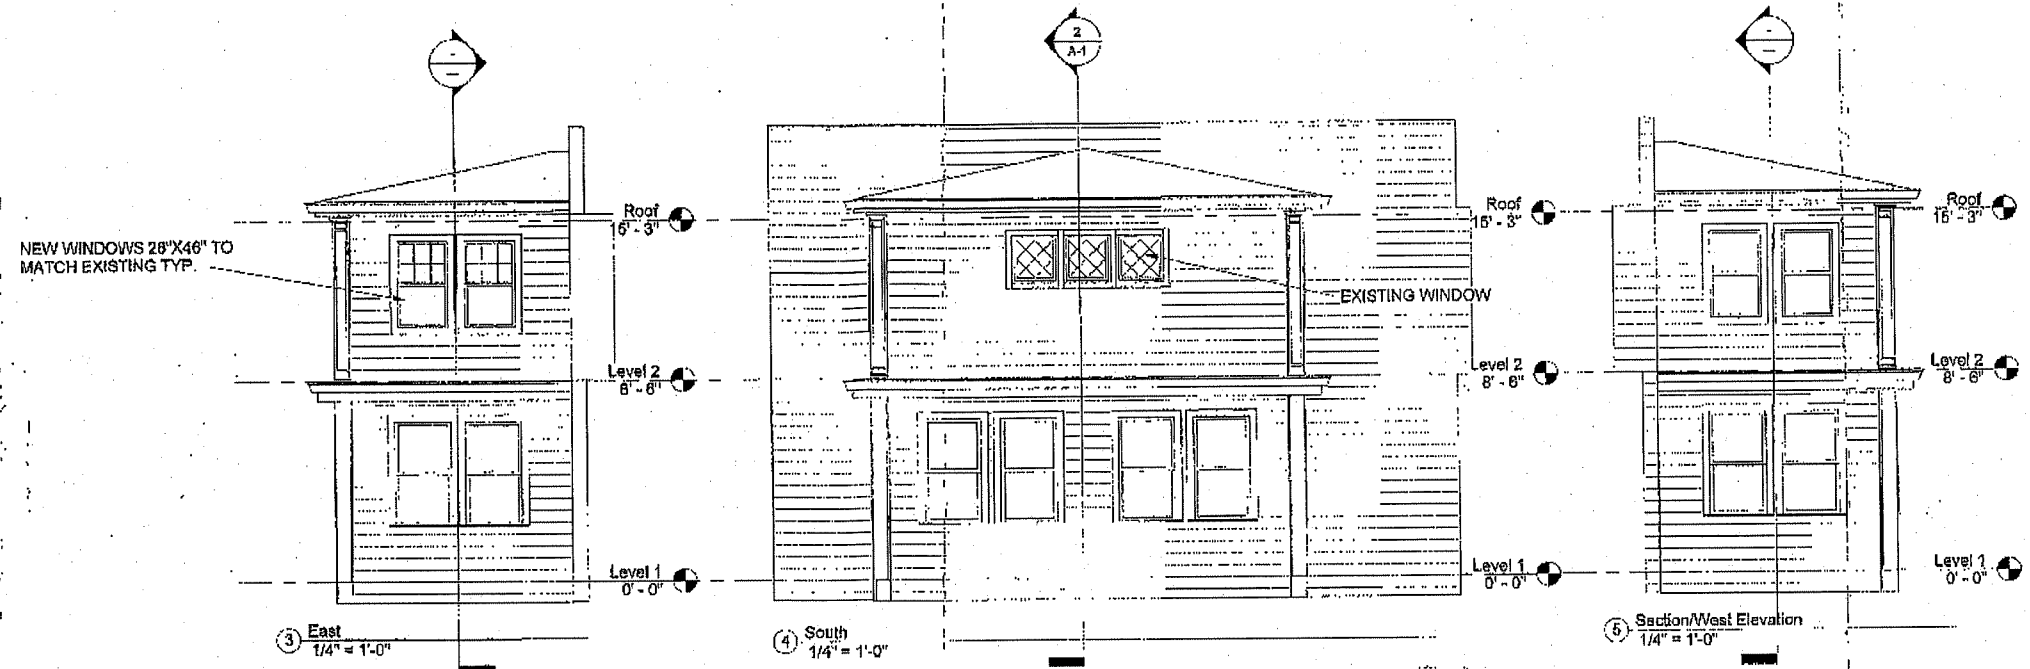 2
A-1
NEW WINDOWS 28"X46" TO
MATCH EXISTING TYP.
Roof
15' - 3"
Level 2
8' - 6"
Level 1
0' - 0"
3 East
1/4" = 1'-0"
EXISTING WINDOW
Roof
15' - 3"
Level 2
8' - 6"
Level 1
0' - 0"
4 South
1/4" = 1'-0"
Roof
15' - 3"
Level 2
8' - 6"
Level 1
0' - 0"
5 Section/West Elevation
1/4" = 1'-0"